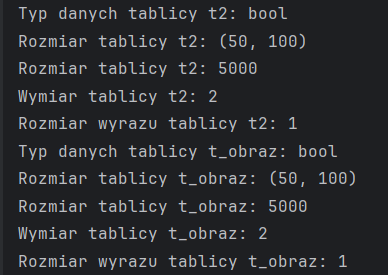 Typ danych tablicy t2: bool
Rozmiar tablicy t2: (50, 100)
Rozmiar tablicy t2: 5000
Wymiar tablicy t2: 2
Rozmiar wyrazu tablicy t2: 1
Typ danych tablicy t_obraz: bool
Rozmiar tablicy t_obraz: (50, 100)
Rozmiar tablicy t_obraz: 5000
Wymiar tablicy t_obraz: 2
Rozmiar wyrazu tablicy t_obraz: 1